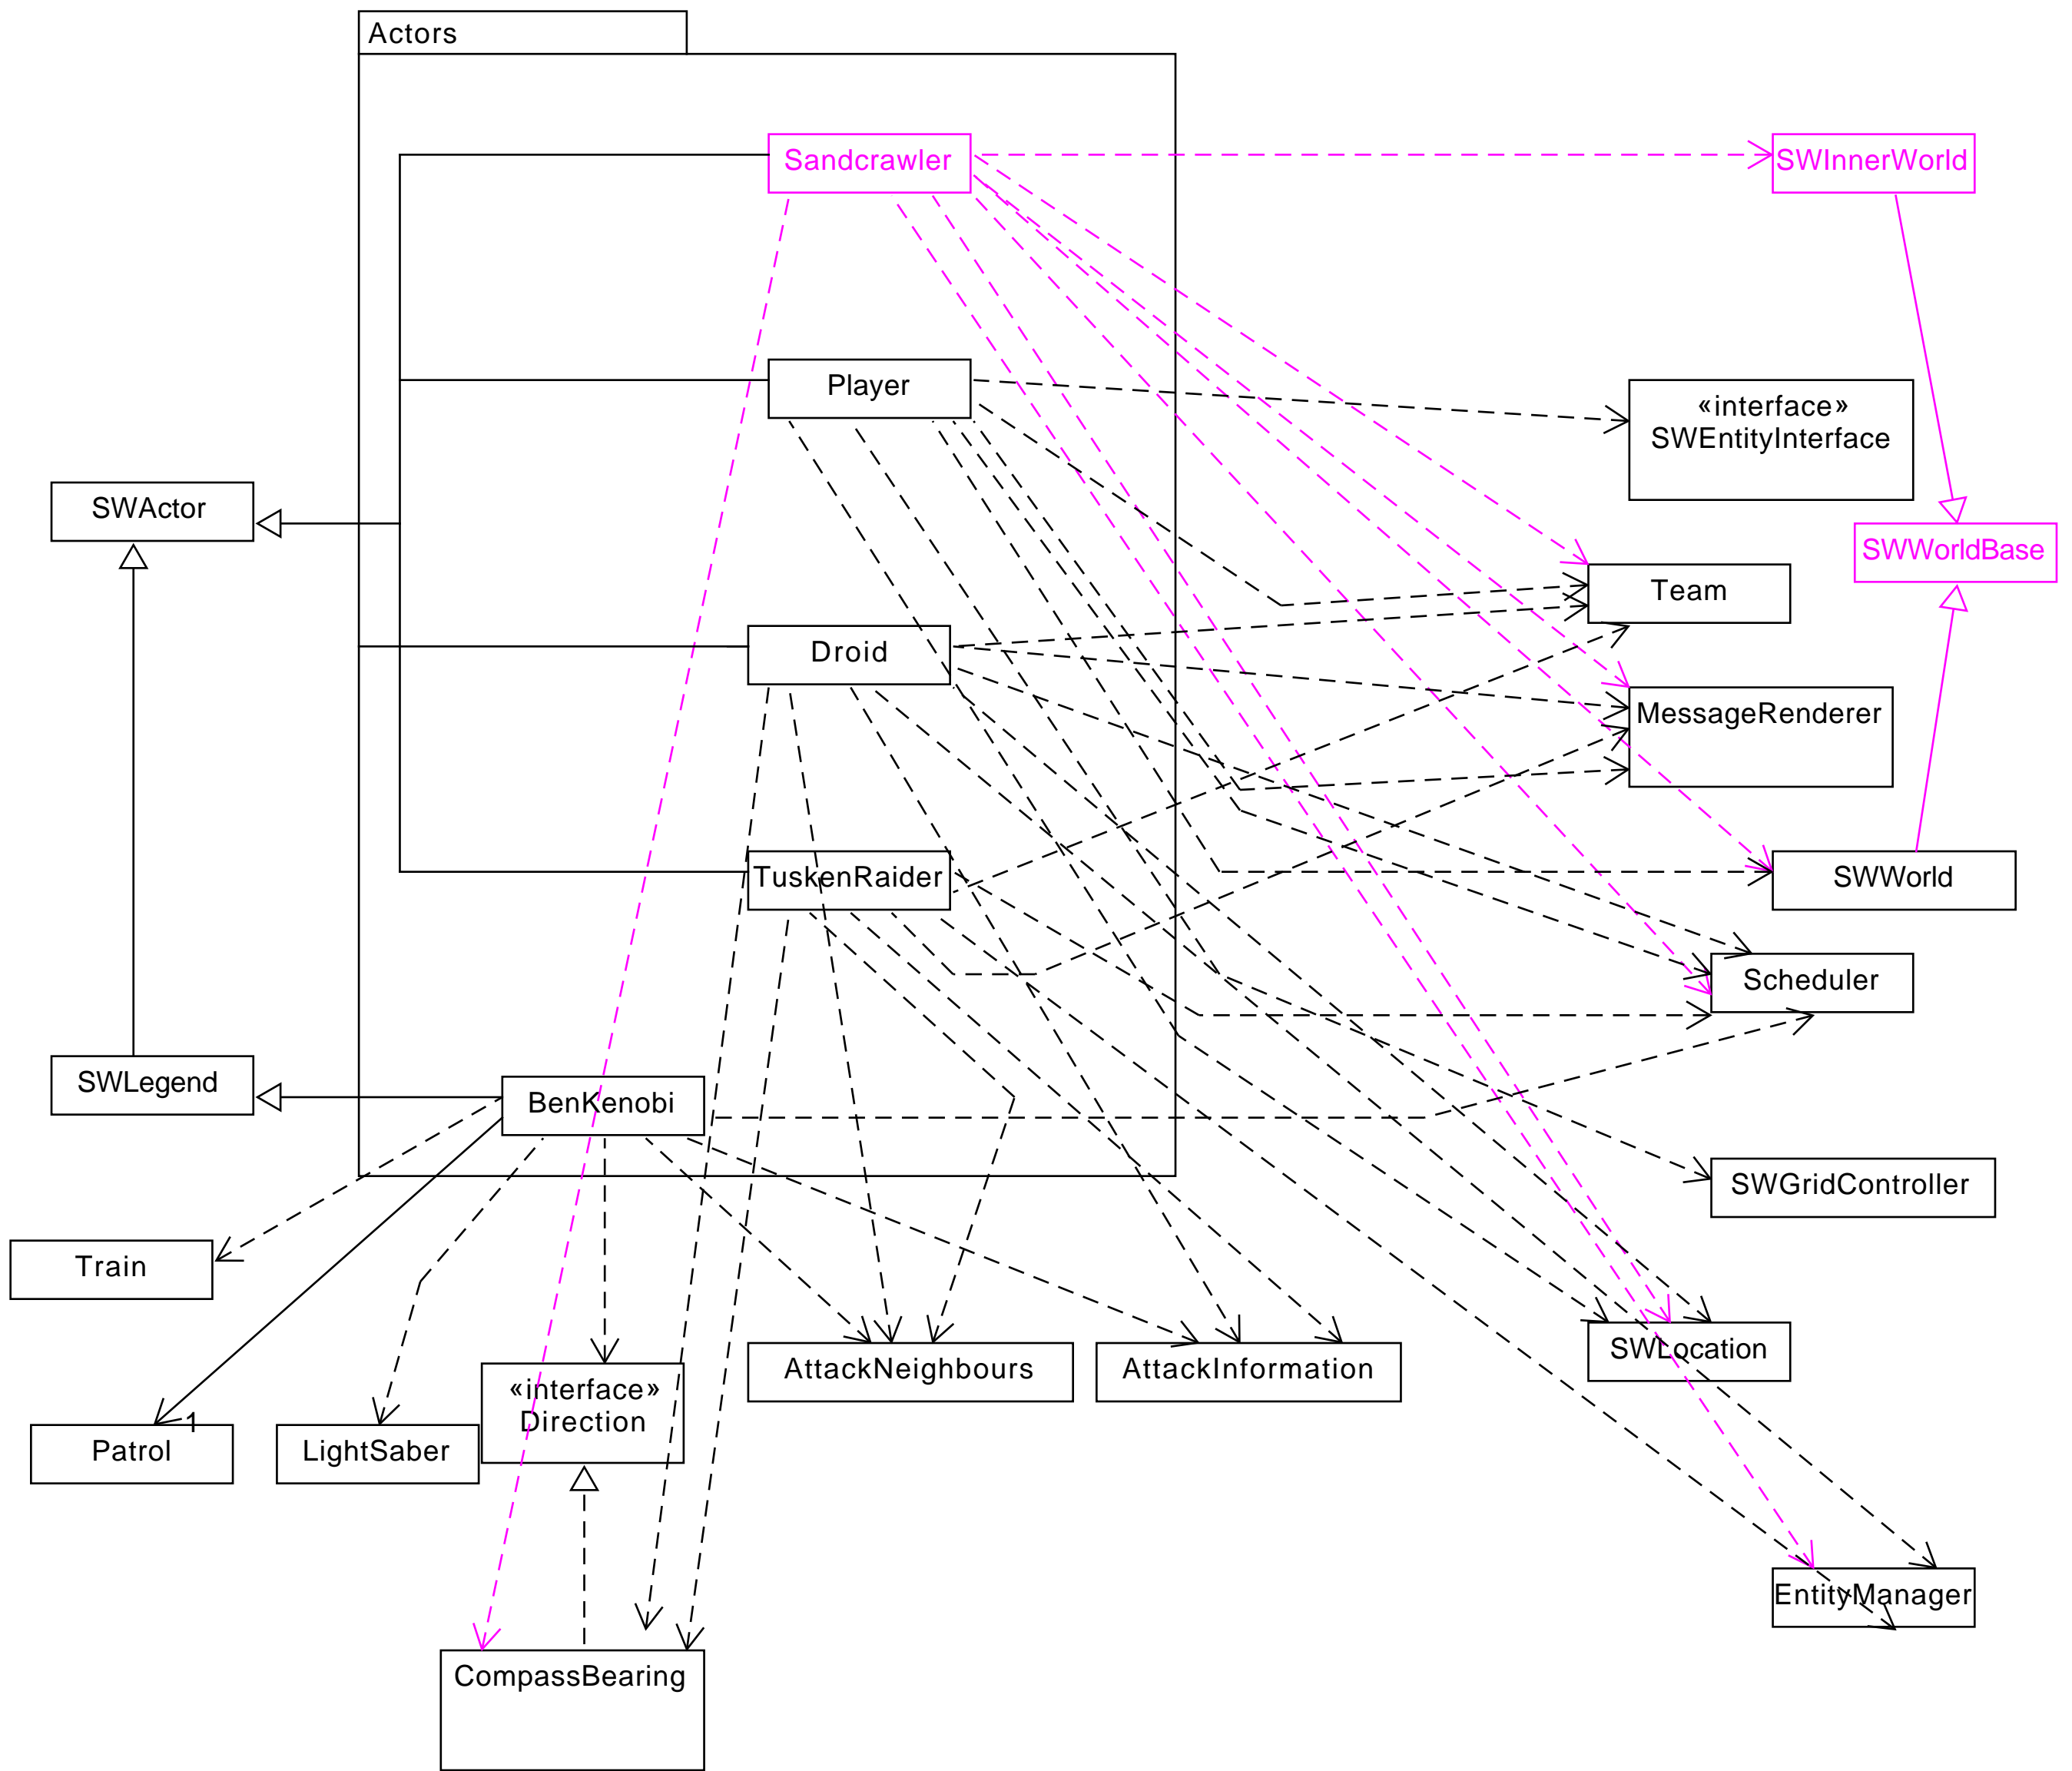 Actors
Sandcrawler
SWInnerWorld
Player
«interface»
SWEntityInterface
SWActor
SWWorldBase
Team
Droid
MessageRenderer
TuskenRaider
SWWorld
Scheduler
SWLegend
BenKenobi
SWGridController
Train
SWLocation
AttackNeighbours
AttackInformation
«interface»
Direction
1
Patrol
LightSaber
EntityManager
CompassBearing